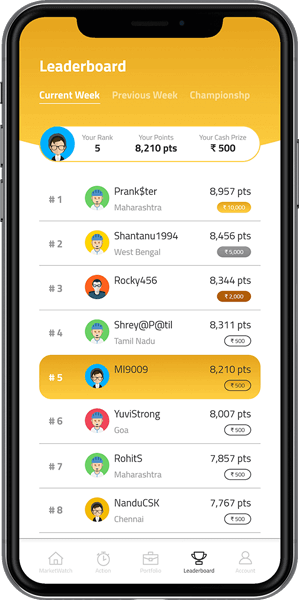 Leaderboard
Current Week Previous Week Championshp
Your Rank Your Points Your Cash Prize
5 8,210 pts ₹ 500
# 1 Prank$ter 8,957 pts
Maharashtra ₹ 10,000
# 2 Shantanu1994 8,456 pts
West Bengal ₹ 5,000
# 3 Rocky456 8,344 pts
₹ 2,000
# 4 Shrey@P@til 8,311 pts
Tamil Nadu ₹ 500
# 5 MI9009 8,210 pts
₹ 500
# 6 YuviStrong 8,007 pts
Goa ₹ 500
# 7 RohitS 7,857 pts
Maharashtra ₹ 500
# 8 NanduCSK 7,767 pts
Chennai ₹ 500
MarketWatch Action Portfolio Leaderboard Account